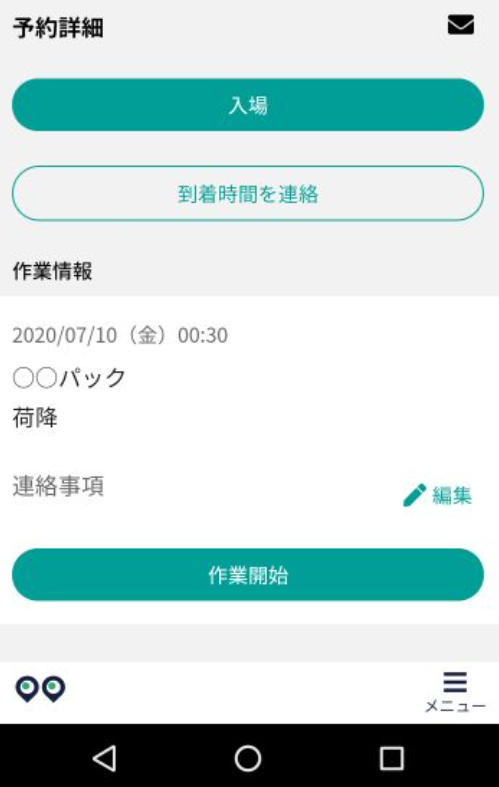 予約詳細
入場
到着時間を連絡
作業情報
2020/07/10（金）00:30
〇〇パック
荷降
連絡事項
編集
作業開始
メニュー